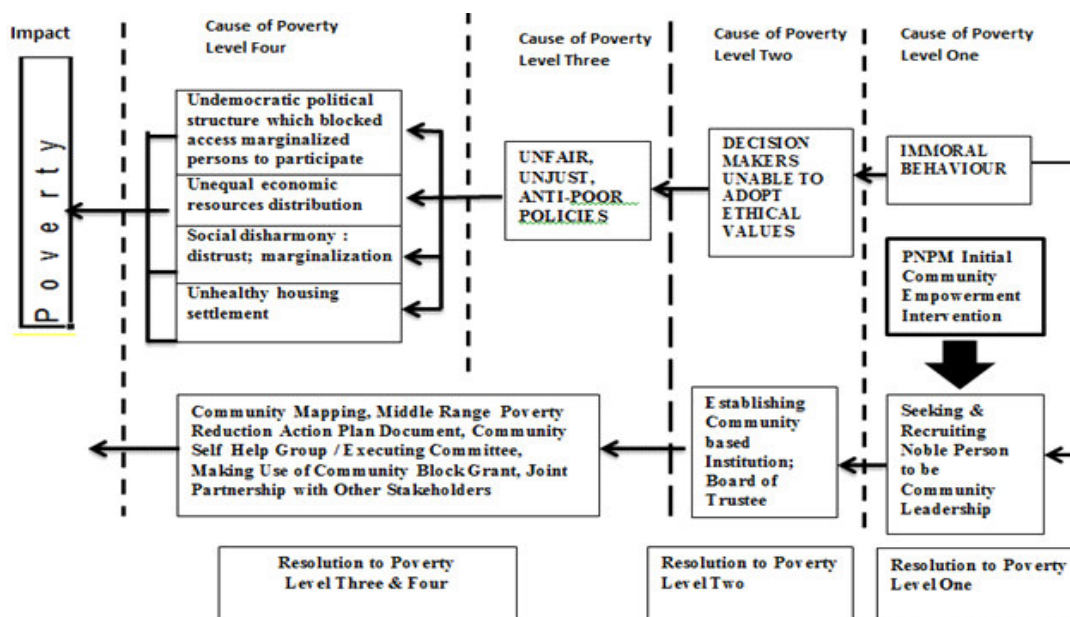 Impact
Cause of Poverty
Level Four
Cause of Poverty
Level Three
Cause of Poverty
Level Two
Cause of Poverty
Level One
Poverty
Undemocratic political
structure which blocked
access marginalized
persons to participate
Unequal economic
resources distribution
Social disharmony :
distrust; marginalization
Unhealthy housing
settlement
UNFAIR,
UNJUST,
ANTI-POOR
POLICIES
DECISION
MAKERS
UNABLE TO
ADOPT
ETHICAL
VALUES
IMMORAL
BEHAVIOUR
PNPM Initial
Community
Empowerment
Intervention
Community Mapping, Middle Range Poverty
Reduction Action Plan Document, Community
Self Help Group / Executing Committee,
Making Use of Community Block Grant, Joint
Partnership with Other Stakeholders
Establishing
Community
based
Institution;
Board of
Trustee
Seeking &
Recruiting
Noble Person
to be
Community
Leadership
Resolution to Poverty
Level Three & Four
Resolution to Poverty
Level Two
Resolution to Poverty
Level One